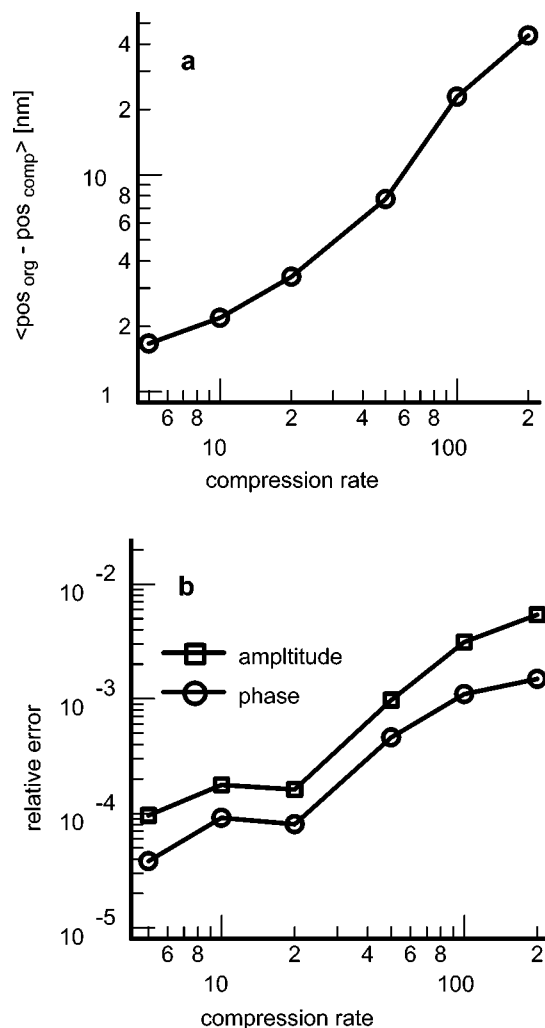 a
<pos org - pos comp> [nm]
4
2
10
8
6
4
2
1
6 8 2 4 6 8 2
10 100
compression rate
b
relative error
10 -2
ampltitude
10 -3
phase
10 -4
10 -5
6 8 2 4 6 8 2
10 100
compression rate